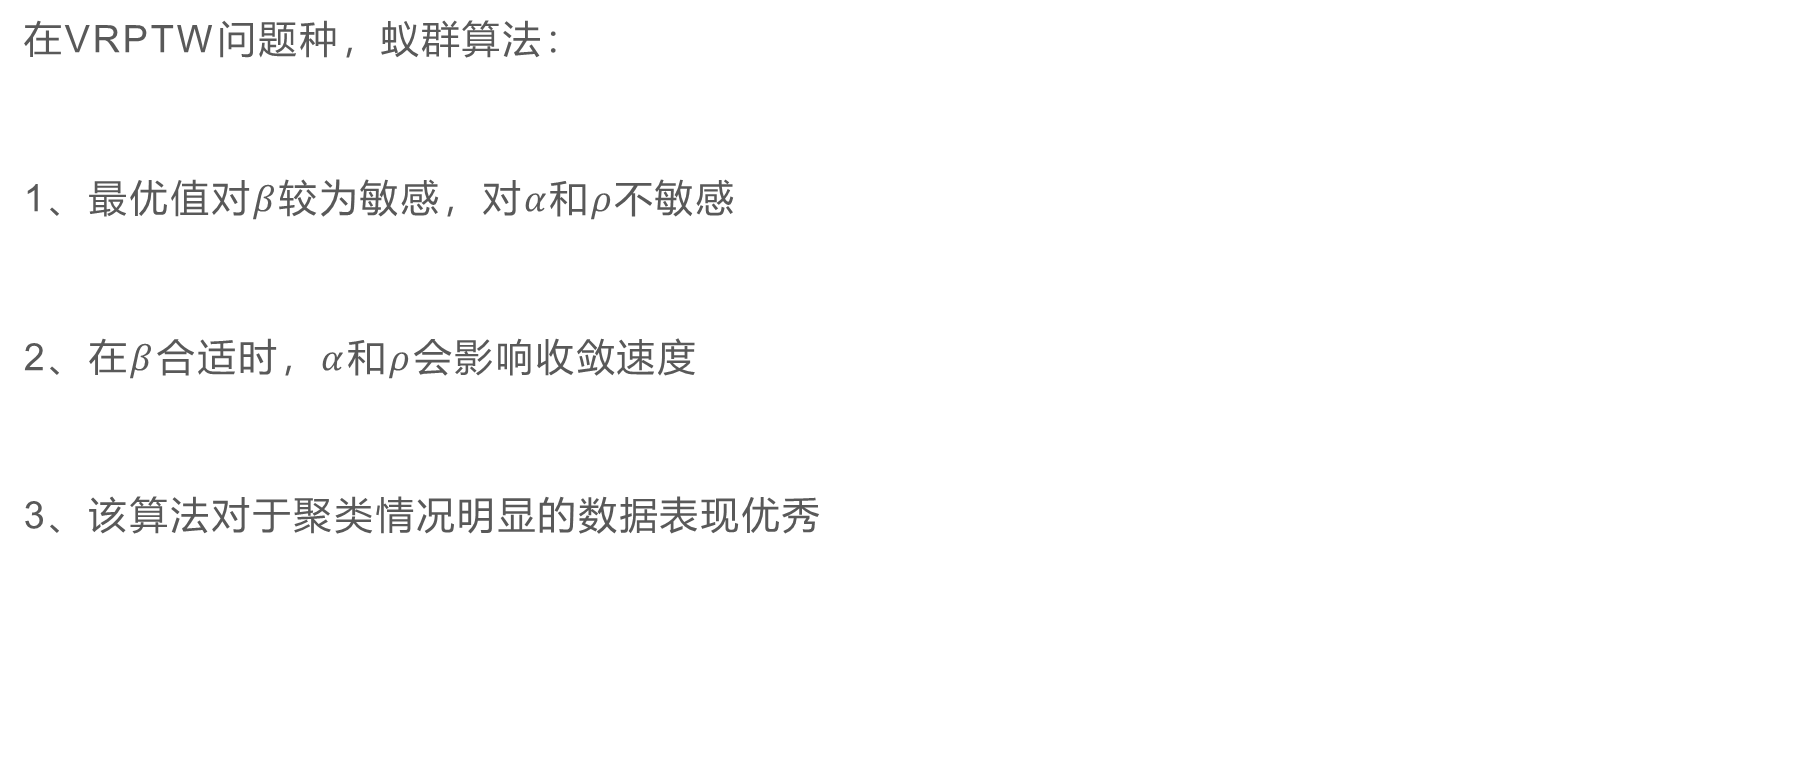 在VRPTW问题种，蚁群算法：
1、最优值对β较为敏感，对α和ρ不敏感
2、在β合适时，α和ρ会影响收敛速度
3、该算法对于聚类情况明显的数据表现优秀